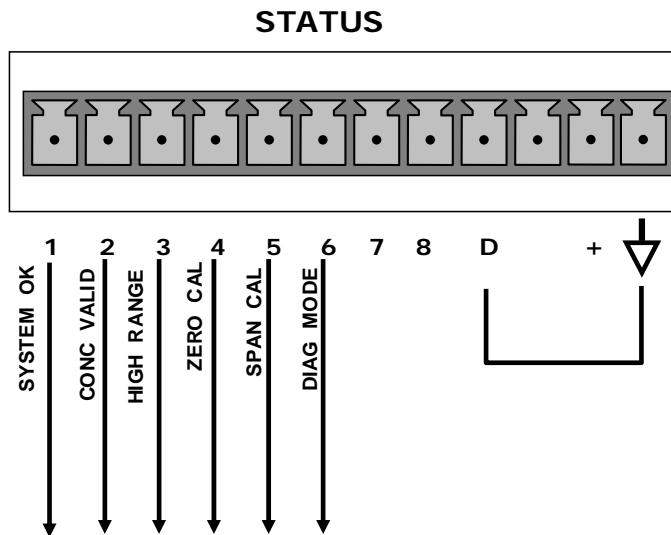 STATUS
1 2 3 4 5 6 7 8 D +
SYSTEM OK
CONC VALID
HIGH RANGE
ZERO CAL
SPAN CAL
DIAG MODE